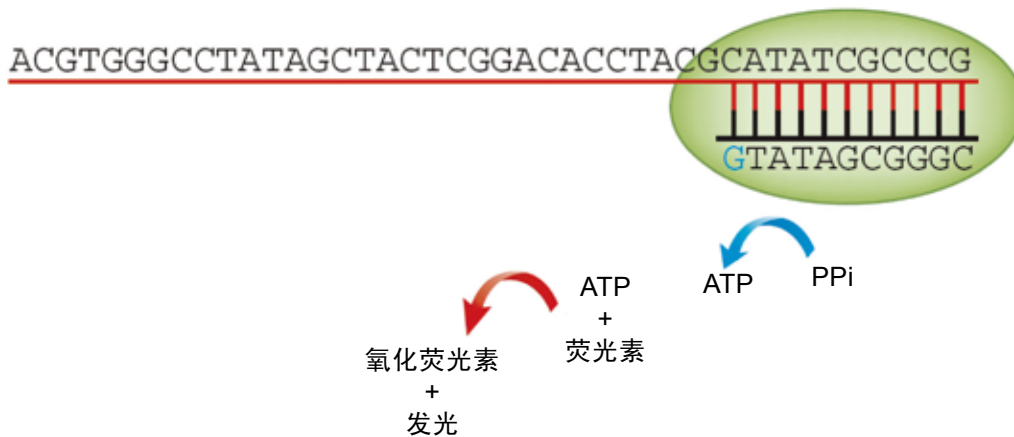 ACGTGGGCCTATAGCTACTCGGACACCTACGCATATCGCCCG
GTATAGCGGGC
ATP
PPi
ATP
+
荧光素
氧化荧光素
+
发光